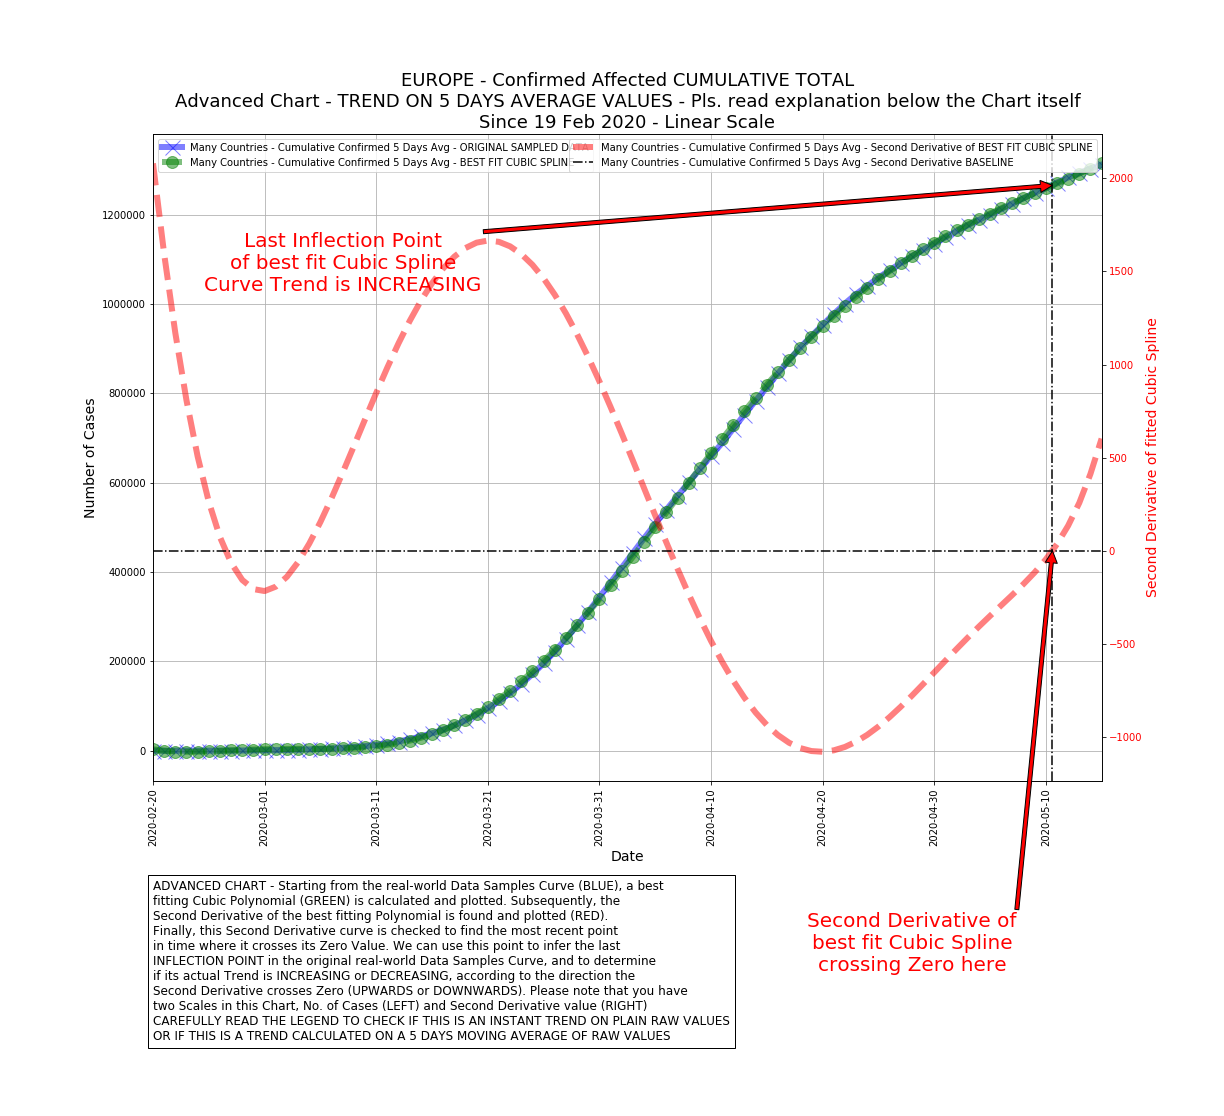 EUROPE - Confirmed Affected CUMULATIVE TOTAL
Advanced Chart - TREND ON 5 DAYS AVERAGE VALUES - Pls. read explanation below the Chart itself
Since 19 Feb 2020 - Linear Scale
Many Countries - Cumulative Confirmed 5 Days Avg - ORIGINAL SAMPLED DATA
Many Countries - Cumulative Confirmed 5 Days Avg - BEST FIT CUBIC SPLINE
Many Countries - Cumulative Confirmed 5 Days Avg - Second Derivative of BEST FIT CUBIC SPLINE
Many Countries - Cumulative Confirmed 5 Days Avg - Second Derivative BASELINE
Last Inflection Point
of best fit Cubic Spline
Curve Trend is INCREASING
Number of Cases
1200000
1000000
800000
600000
400000
200000
0
2000
1500
1000
500
0
−500
−1000
Second Derivative of fitted Cubic Spline
2020-02-20
2020-03-01
2020-03-11
2020-03-21
2020-03-31
2020-04-10
2020-04-20
2020-04-30
2020-05-10
Date
ADVANCED CHART - Starting from the real-world Data Samples Curve (BLUE), a best
fitting Cubic Polynomial (GREEN) is calculated and plotted. Subsequently, the
Second Derivative of the best fitting Polynomial is found and plotted (RED).
Finally, this Second Derivative curve is checked to find the most recent point
in time where it crosses its Zero Value. We can use this point to infer the last
INFLECTION POINT in the original real-world Data Samples Curve, and to determine
if its actual Trend is INCREASING or DECREASING, according to the direction the
Second Derivative crosses Zero (UPWARDS or DOWNWARDS). Please note that you have
two Scales in this Chart, No. of Cases (LEFT) and Second Derivative value (RIGHT)
CAREFULLY READ THE LEGEND TO CHECK IF THIS IS AN INSTANT TREND ON PLAIN RAW VALUES
OR IF THIS IS A TREND CALCULATED ON A 5 DAYS MOVING AVERAGE OF RAW VALUES
Second Derivative of
best fit Cubic Spline
crossing Zero here